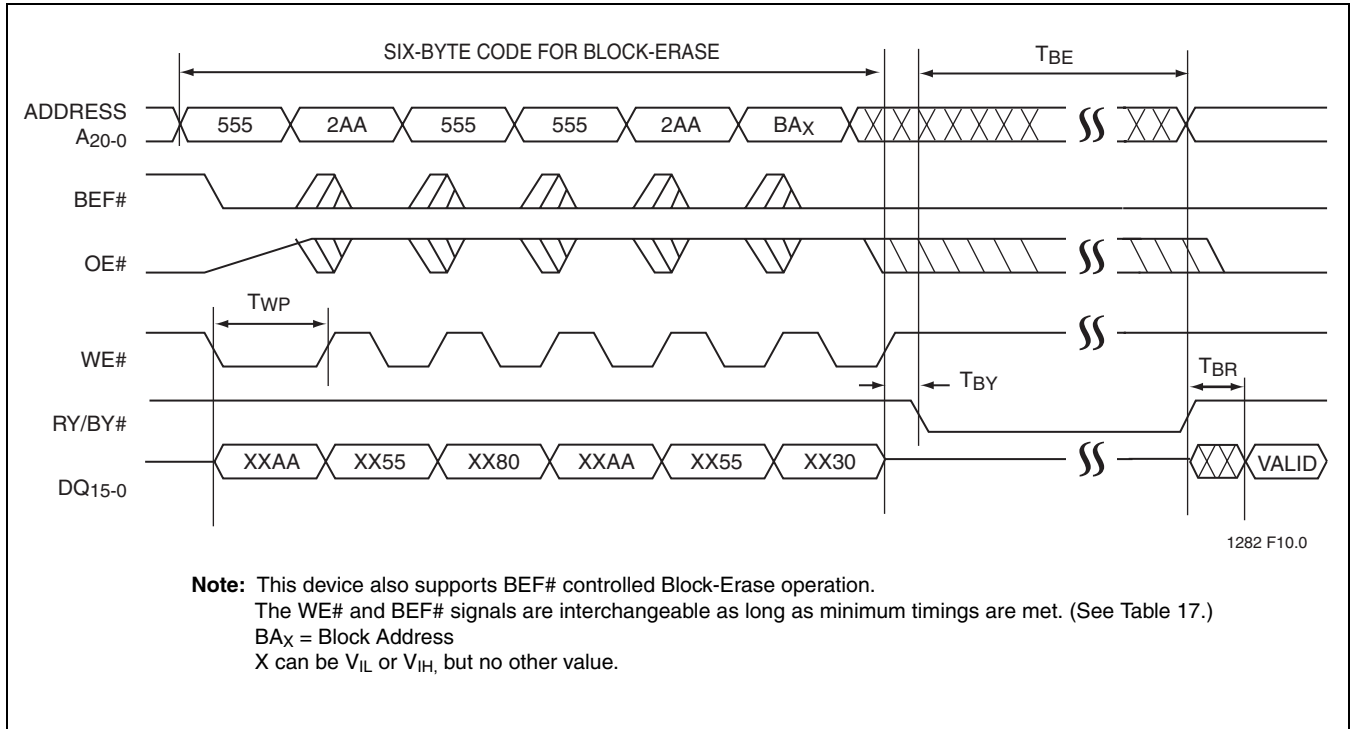 SIX-BYTE CODE FOR BLOCK-ERASE
TBE
ADDRESS
A20-0
555 2AA 555 555 2AA BAX
BEF#
OE#
TWP
WE#
TBY
TBR
RY/BY#
XXAA XX55 XX80 XXAA XX55 XX30 VALID
DQ15-0
1282 F10.0
Note: This device also supports BEF# controlled Block-Erase operation.
The WE# and BEF# signals are interchangeable as long as minimum timings are met. (See Table 17.)
BAX = Block Address
X can be VIL or VIH, but no other value.